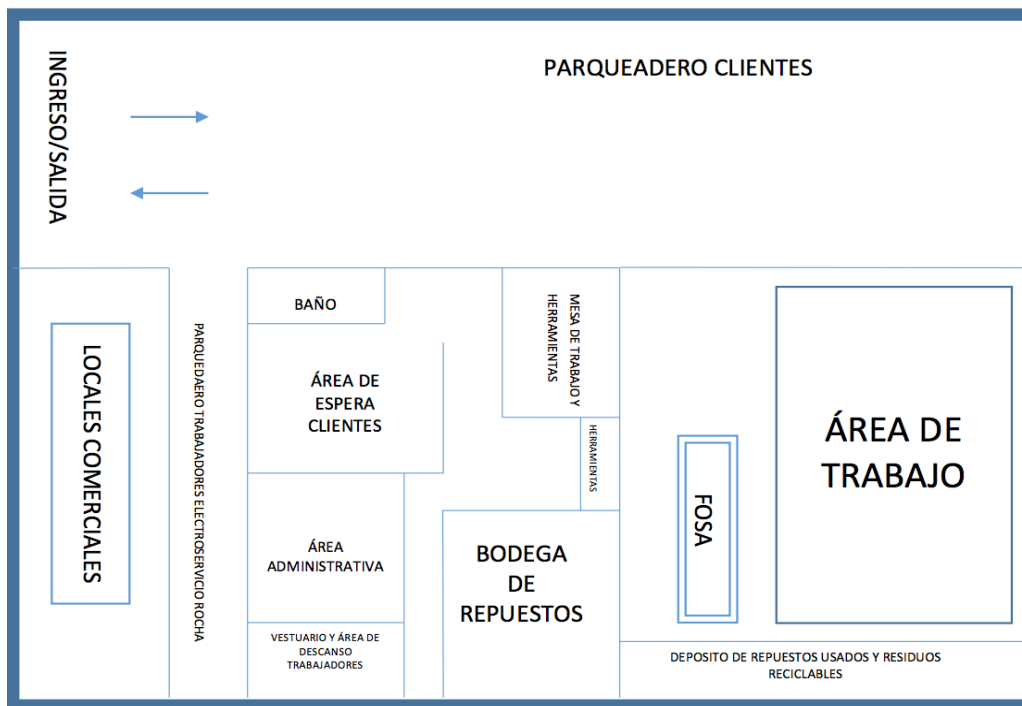 INGRESO/SALIDA
PARQUEADERO CLIENTES
LOCALES COMERCIALES
PARQUEDAERO TRABAJADORES ELECTROSERVICIO ROCHA
BAÑO
ÁREA DE
ESPERA
CLIENTES
ÁREA
ADMINISTRATIVA
VESTUARIO Y ÁREA DE
DESCANSO
TRABAJADORES
MESA DE TRABAJO Y
HERRAMIENTAS
HERRAMIENTAS
BODEGA
DE
REPUESTOS
FOSA
ÁREA DE
TRABAJO
DEPOSITO DE REPUESTOS USADOS Y RESIDUOS
RECICLABLES